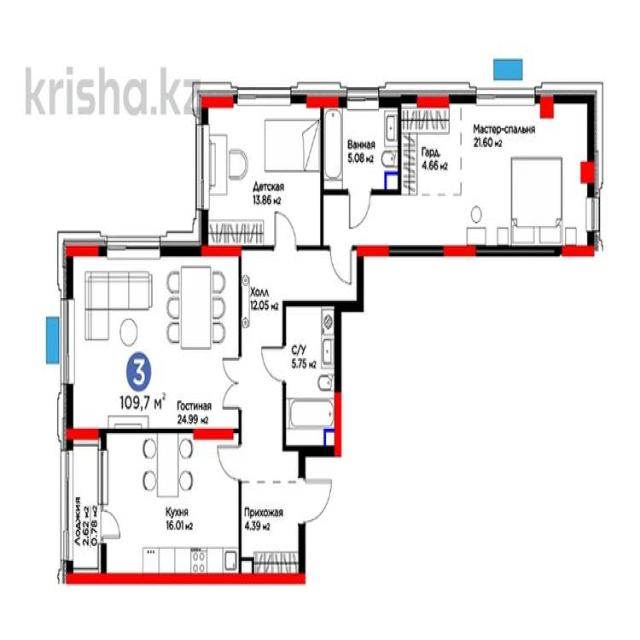 krisha.kz
Мастер-спальня
21.60 м2
Ванная
5.08 м2
Гард.
4.66 м2
Детская
13.86 м2
Холл
12.05 м2
С/У
5.75 м2
3
109,7 м2
Гостиная
24.99 м2
Лоджия
2.62 м2
0.78 м2
Кухня
16.01 м2
Прихожая
4.39 м2